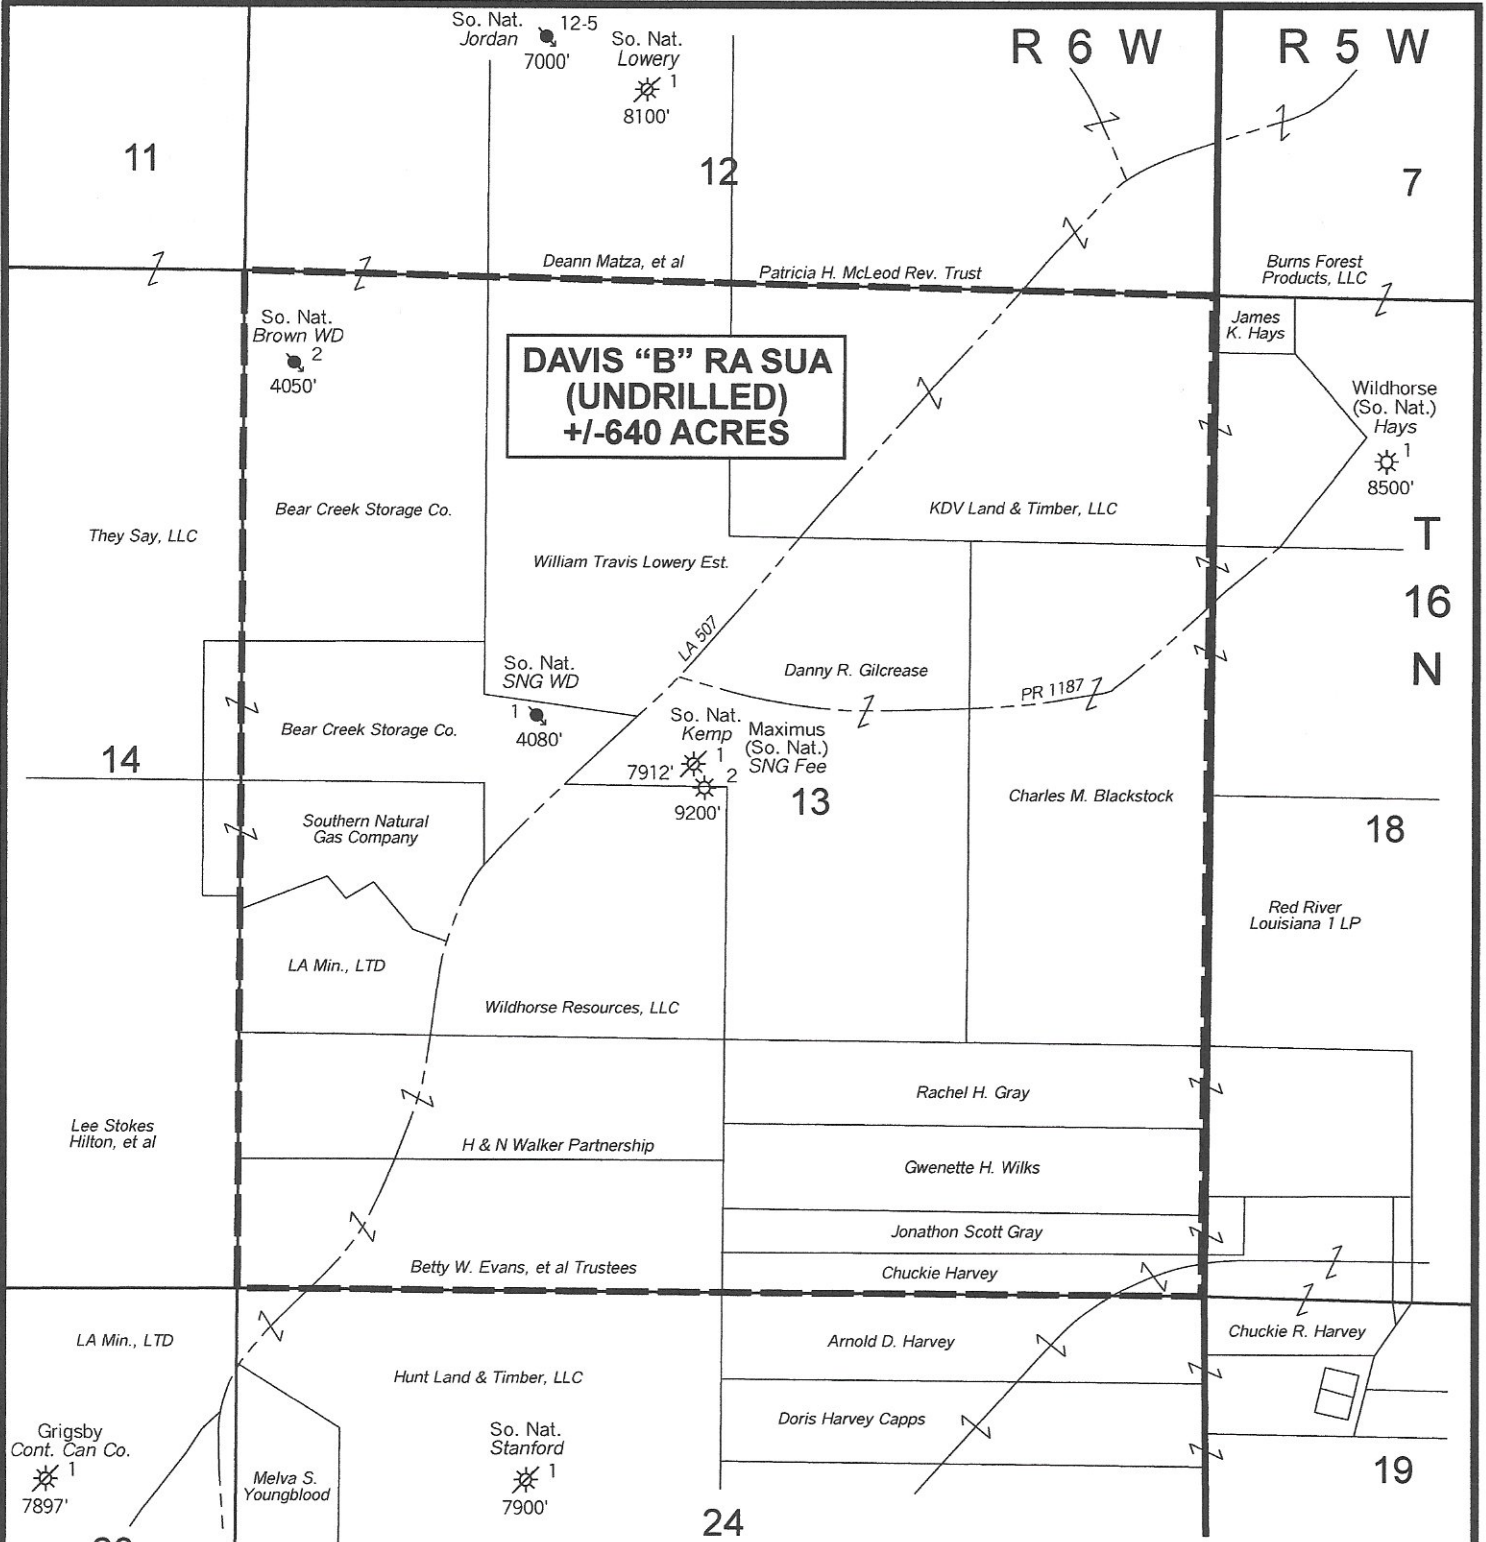 So. Nat.
Jordan
12-5
7000'
So. Nat.
Lowery
1
8100'
R 6 W
R 5 W
11
12
7
Deann Matza, et al
Patricia H. McLeod Rev. Trust
Burns Forest
Products, LLC
So. Nat.
Brown WD
2
4050'
James
K. Hays
DAVIS “B” RA SUA
(UNDRILLED)
+/-640 ACRES
Wildhorse
(So. Nat.)
Hays
1
8500'
They Say, LLC
Bear Creek Storage Co.
KDV Land & Timber, LLC
T
16
N
William Travis Lowery Est.
LA 507
So. Nat.
SNG WD
1
4080'
Danny R. Gilcrease
PR 1187
Bear Creek Storage Co.
So. Nat.
Kemp
1
7912'
Maximus
(So. Nat.)
SNG Fee
2
9200'
14
13
Charles M. Blackstock
18
Southern Natural
Gas Company
Red River
Louisiana 1 LP
LA Min., LTD
Wildhorse Resources, LLC
Rachel H. Gray
Lee Stokes
Hilton, et al
H & N Walker Partnership
Gwenette H. Wilks
Jonathon Scott Gray
Betty W. Evans, et al Trustees
Chuckie Harvey
LA Min., LTD
Arnold D. Harvey
Chuckie R. Harvey
Hunt Land & Timber, LLC
Doris Harvey Capps
Grigsby
Cont. Can Co.
1
7897'
So. Nat.
Stanford
1
7900'
Melva S.
Youngblood
19
24